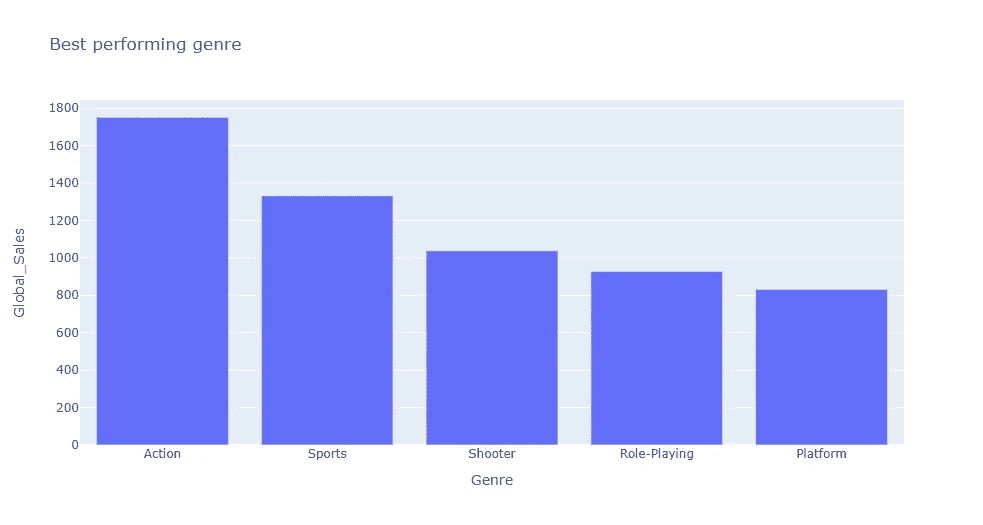 Best performing genre
1800
1600
1400
1200
1000
800
600
400
200
0
Global_Sales
Action Sports Shooter Role-Playing Platform
Genre